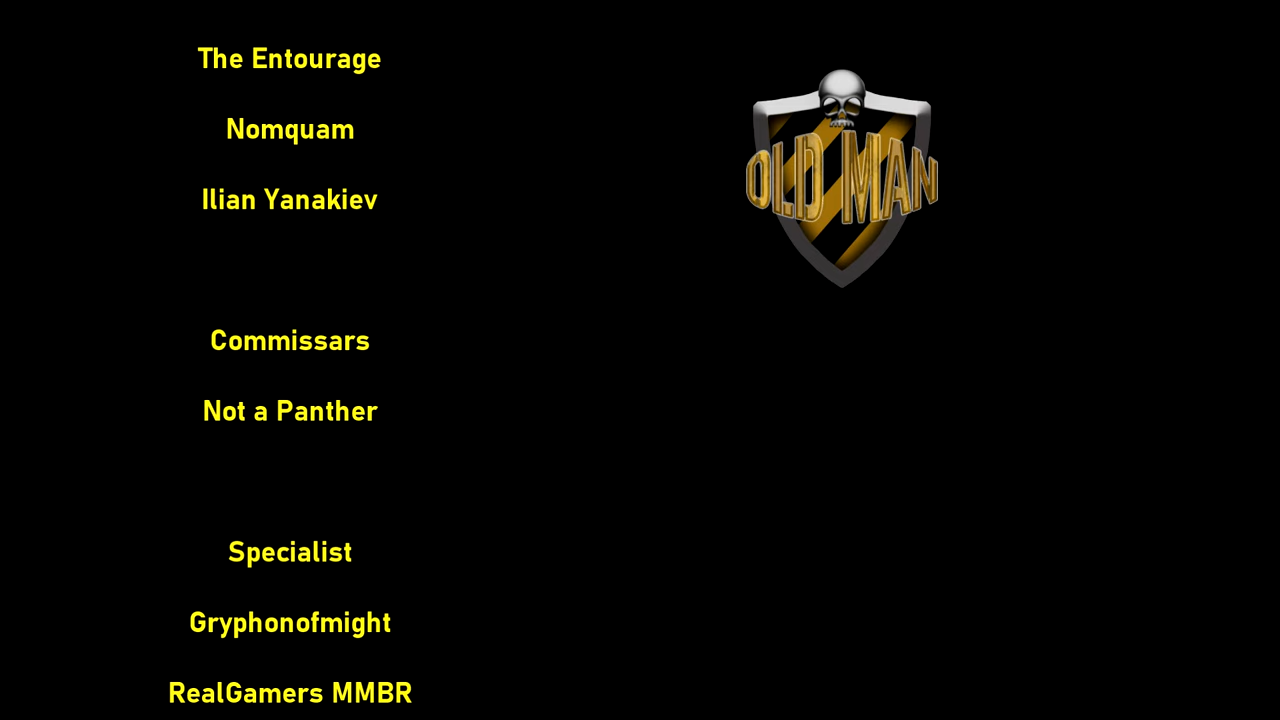 The Entourage
Nomquam
Ilian Yanakiev
Commissars
Not a Panther
Specialist
Gryphonofmight
RealGamers MMBR
OLD MAN